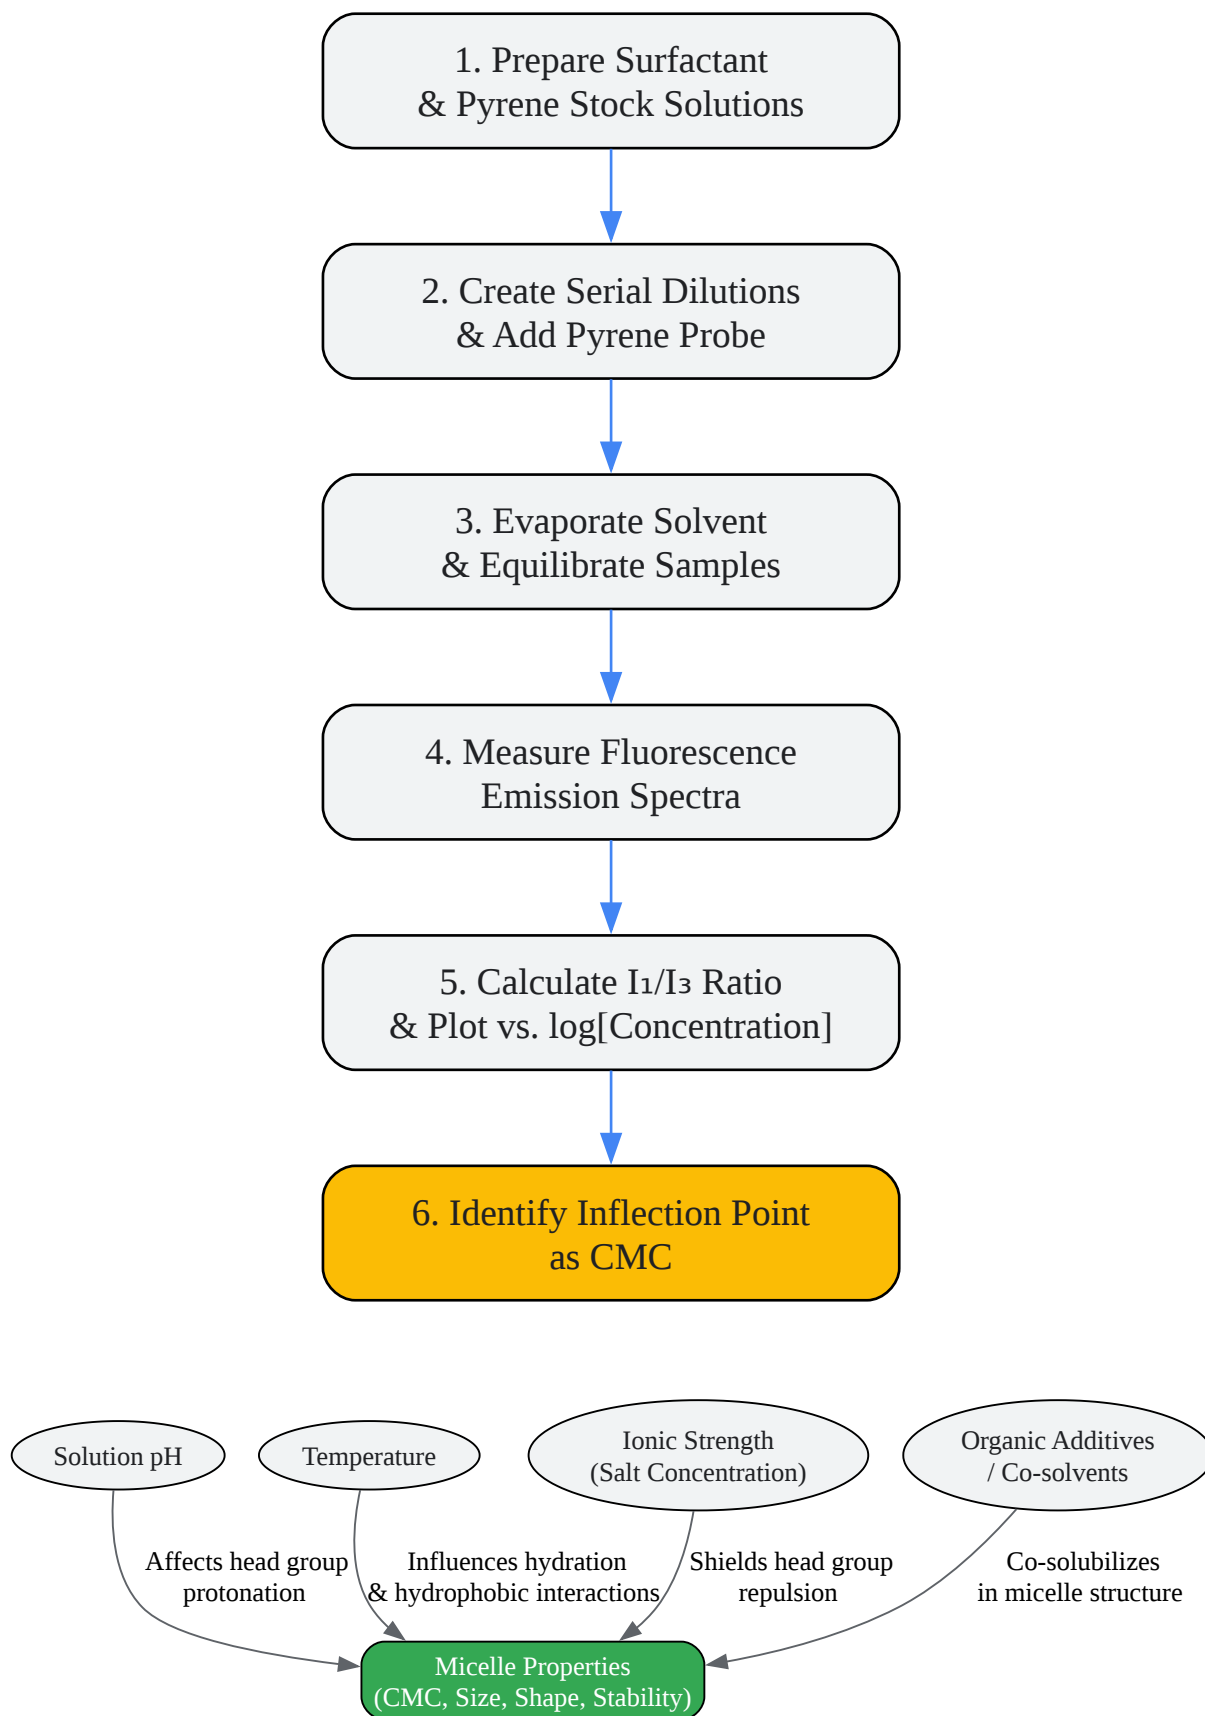 1. Prepare Surfactant
& Pyrene Stock Solutions
2. Create Serial Dilutions
& Add Pyrene Probe
3. Evaporate Solvent
& Equilibrate Samples
4. Measure Fluorescence
Emission Spectra
5. Calculate I₁/I₃ Ratio
& Plot vs. log[Concentration]
6. Identify Inflection Point
as CMC
Solution pH
Temperature
Ionic Strength
(Salt Concentration)
Organic Additives
/ Co-solvents
Affects head group
protonation
Influences hydration
& hydrophobic interactions
Shields head group
repulsion
Co-solubilizes
in micelle structure
Micelle Properties
(CMC, Size, Shape, Stability)